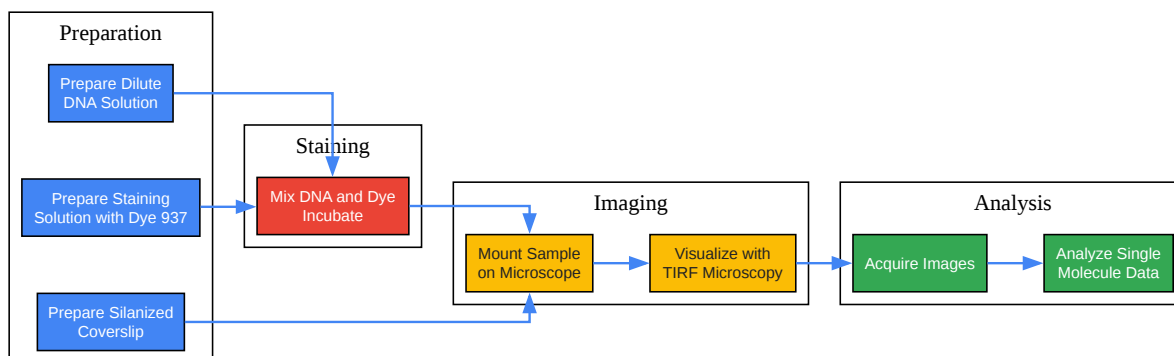 Preparation
Prepare Dilute
DNA Solution
Prepare Staining
Solution with Dye 937
Prepare Silanized
Coverslip
Staining
Mix DNA and Dye
Incubate
Imaging
Mount Sample
on Microscope
Visualize with
TIRF Microscopy
Analysis
Acquire Images
Analyze Single
Molecule Data